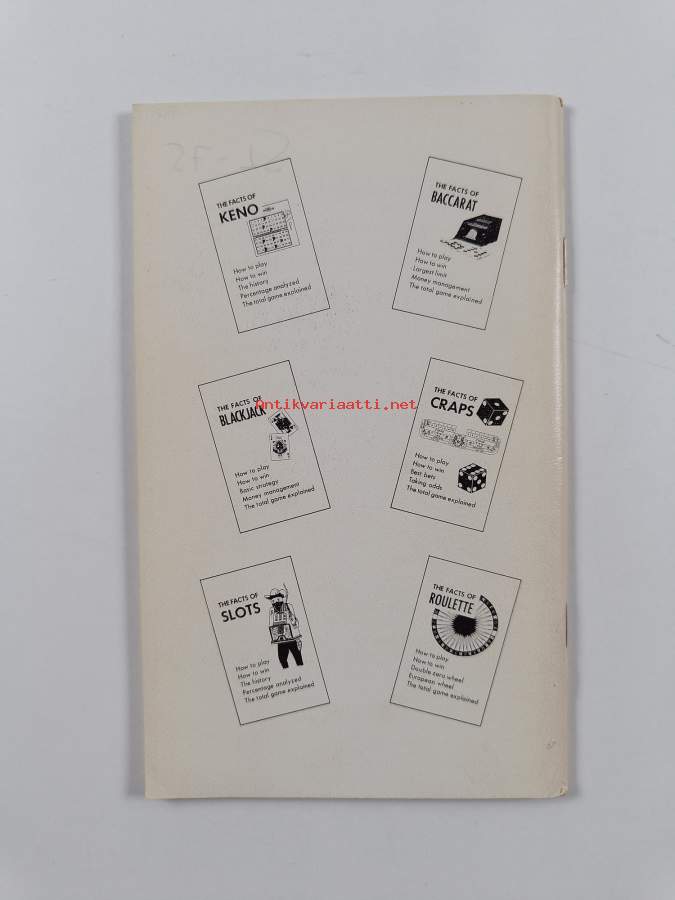 THE FACTS OF
KENO
How to play
How to win
The history
Percentage analyzed
The total game explained
THE FACTS OF
BACCARAT
How to play
How to win
Largest limit
Money management
The total game explained
THE FACTS OF
BLACKJACK
How to play
How to win
Basic strategy
Money management
The total game explained
Antikvariaatti.net
THE FACTS OF
CRAPS
How to play
How to win
Best bets
Taking odds
The total game explained
THE FACTS OF
SLOTS
How to play
How to win
The history
Percentage analyzed
The total game explained
THE FACTS OF
ROULETTE
How to play
How to win
Double zero wheel
European wheel
The total game explained